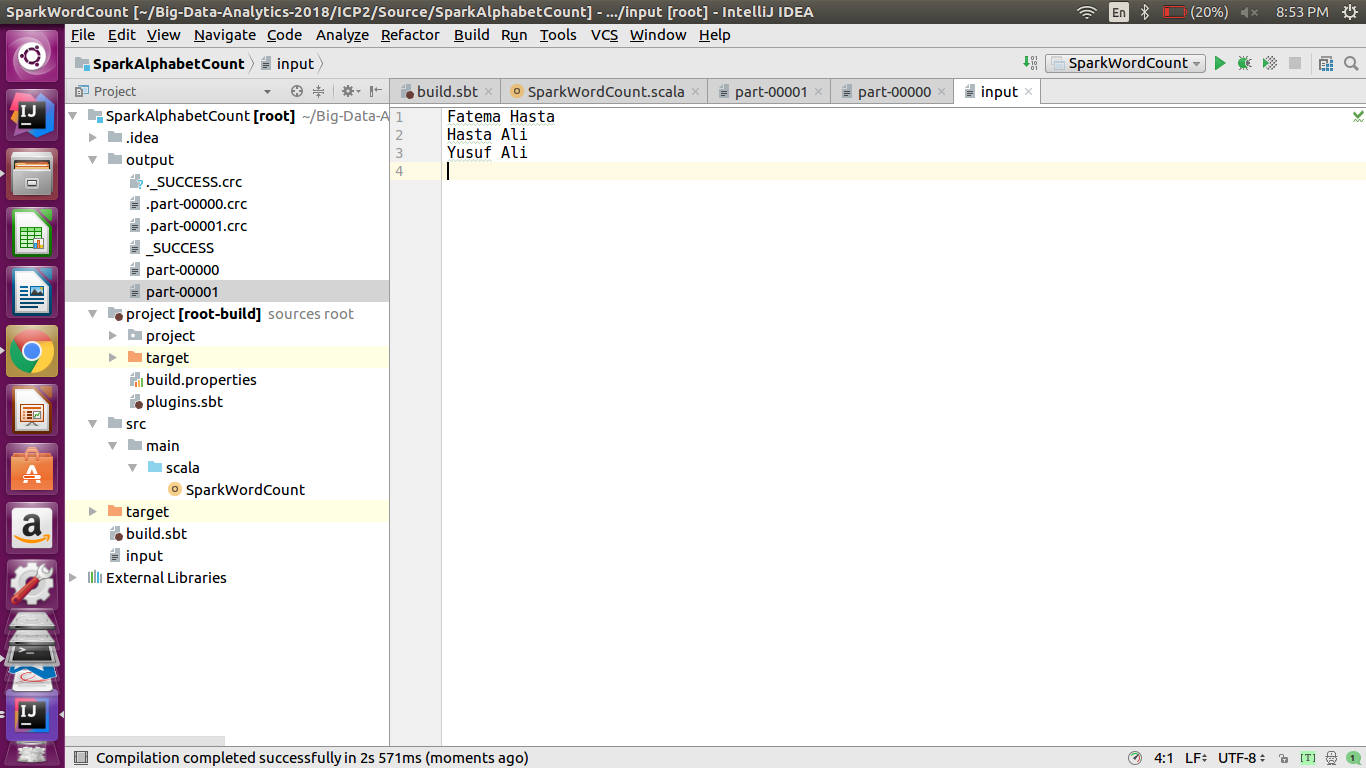 SparkWordCount [~/Big-Data-Analytics-2018/ICP2/Source/SparkAlphabetCount] - .../input [root] - IntelliJ IDEA
En
(20%)
8:53 PM
File Edit View Navigate Code Analyze Refactor Build Run Tools VCS Window Help
SparkAlphabetCount
input
SparkWordCount
Project
build.sbt
SparkWordCount.scala
part-00001
part-00000
input
SparkAlphabetCount [root] ~/Big-Data-A
.idea
output
._SUCCESS.crc
.part-00000.crc
.part-00001.crc
_SUCCESS
part-00000
part-00001
project [root-build] sources root
project
target
build.properties
plugins.sbt
src
main
scala
SparkWordCount
target
build.sbt
input
External Libraries
1 Fatema Hasta
2 Hasta Ali
3 Yusuf Ali
4
IJ
A
a
IJ
Compilation completed successfully in 2s 571ms (moments ago)
4:1 LF UTF-8 [T] 1